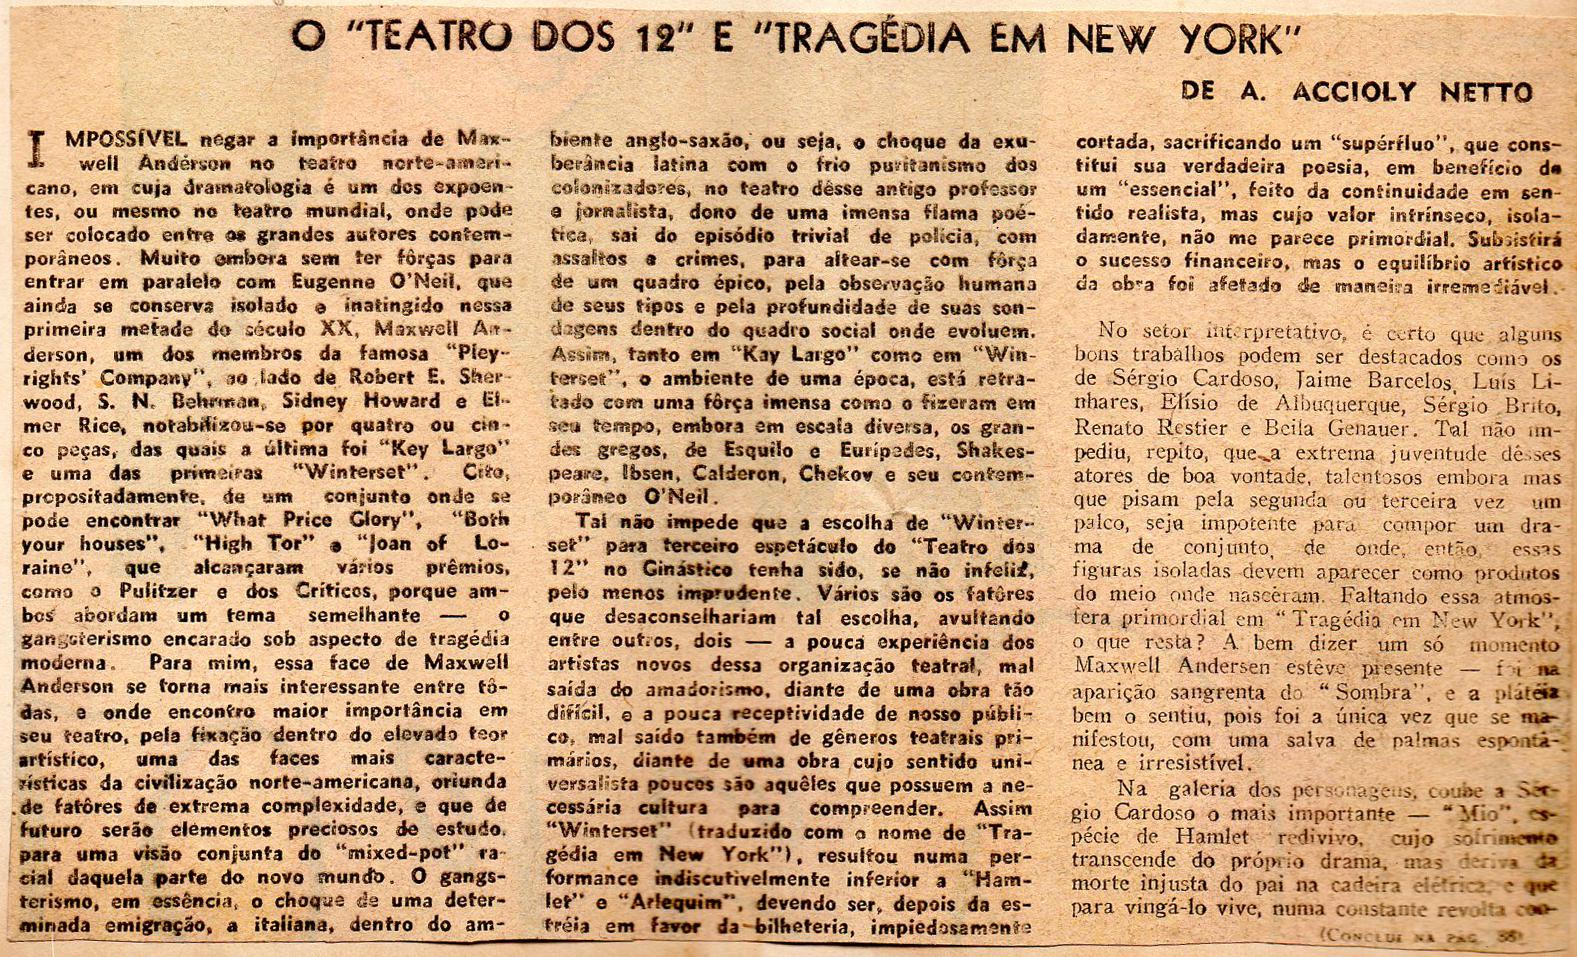 O "TEATRO DOS 12" E "TRAGÉDIA EM NEW YORK"
DE A. ACCIOLY NETTO
IMPOSSÍVEL negar a importância de Max-
well Andérson no teatro norte-ameri-
cano, em cuja dramatologia é um dos expoen-
tes, ou mesmo no teatro mundial, onde pode
ser colocado entre os grandes autores contem-
porâneos. Muito embora sem ter fôrças para
entrar em paralelo com Eugenne O'Neil, que
ainda se conserva isolado e inatingido nessa
primeira metade do século XX, Maxwell An-
derson, um dos membros da famosa "Pley-
rights' Company", ao lado de Robert E. Sher-
wood, S. N. Behrman, Sidney Howard e El-
mer Rice, notabilizou-se por quatro ou cin-
co peças, das quais a última foi "Key Largo"
e uma das primeiras "Winterset". Cito,
propositadamente, de um conjunto onde se
pode encontrar "What Price Glory", "Both
your houses", "High Tor" e "Joan of Lo-
raine", que alcançaram vários prêmios,
como o Pulitzer e dos Críticos, porque am-
bos abordam um tema semelhante — o
gangsterismo encarado sob aspecto de tragédia
moderna. Para mim, essa face de Maxwell
Anderson se torna mais interessante entre tô-
das, e onde encontro maior importância em
seu teatro, pela fixação dentro do elevado teor
artístico, uma das faces mais caracte-
rísticas da civilização norte-americana, oriunda
de fatôres de extrema complexidade, e que de
futuro serão elementos preciosos de estudo,
para uma visão conjunta do "mixed-pot" ra-
cial daquela parte do novo mundo. O gangs-
terismo, em essência, o choque de uma deter-
minada emigração, a italiana, dentro do am-
biente anglo-saxão, ou seja, o choque da exu-
berância latina com o frio puritanismo dos
colonizadores, no teatro dêsse antigo professor
e jornalista, dono de uma imensa flama poé-
tica, sai do episódio trivial de polícia, com
assaltos e crimes, para altear-se com fôrça
de um quadro épico, pela observação humana
de seus tipos e pela profundidade de suas son-
dagens dentro do quadro social onde evoluem.
Assim, tanto em "Kay Largo" como em "Win-
terset", o ambiente de uma época, está retra-
tado com uma fôrça imensa como o fizeram em
seu tempo, embora em escala diversa, os gran-
des gregos, de Esquilo e Eurípedes, Shakes-
peare, Ibsen, Calderon, Chekov e seu contem-
porâneo O'Neil.
Tal não impede que a escolha de "Winter-
set" para terceiro espetáculo do "Teatro dos
12" no Ginástico tenha sido, se não infeliz,
pelo menos imprudente. Vários são os fatôres
que desaconselhariam tal escolha, avultando
entre outros, dois — a pouca experiência dos
artistas novos dessa organização teatral, mal
saída do amadorismo, diante de uma obra tão
difícil, e a pouca receptividade de nosso públi-
co, mal saído também de gêneros teatrais pri-
mários, diante de uma obra cujo sentido uni-
versalista poucos são aquêles que possuem a ne-
cessária cultura para compreender. Assim
"Winterset" (traduzido com o nome de "Tra-
gédia em New York"), resultou numa per-
formance indiscutivelmente inferior a "Ham-
let" e "Arlequim", devendo ser, depois da es-
tréia em favor da bilheteria, impiedosamente
cortada, sacrificando um "supérfluo", que cons-
titui sua verdadeira poesia, em benefício de
um "essencial", feito da continuidade em sen-
tido realista, mas cujo valor intrínseco, isola-
damente, não me parece primordial. Subsistirá
o sucesso financeiro, mas o equilíbrio artístico
da obra foi afetado de maneira irremediável.
No setor interpretativo, é certo que alguns
bons trabalhos podem ser destacados como os
de Sérgio Cardoso, Jaime Barcelos, Luís Li-
nhares, Elísio de Albuquerque, Sérgio Brito,
Renato Restier e Beila Genauer. Tal não im-
pediu, repito, que a extrema juventude dêsses
atores de boa vontade, talentosos embora mas
que pisam pela segunda ou terceira vez um
palco, seja impotente para compor um dra-
ma de conjunto, de onde, então, essas
figuras isoladas devem aparecer como produtos
do meio onde nasceram. Faltando essa atmos-
fera primordial em "Tragédia em New York",
o que resta? A bem dizer um só momento
Maxwell Andersen estêve presente — foi na
aparição sangrenta do "Sombra", e a platéia
bem o sentiu, pois foi a única vez que se ma-
nifestou, com uma salva de palmas espontâ-
nea e irresistível.
Na galeria dos personagens, coube a Sér-
gio Cardoso o mais importante — "Mio", es-
pécie de Hamlet redivivo, cujo sofrimento
transcende do próprio drama, mas deriva da
morte injusta do pai na cadeira elétrica, e que
para vingá-lo vive, numa constante revolta con-
(CONCLUI NA PÁG. 58)